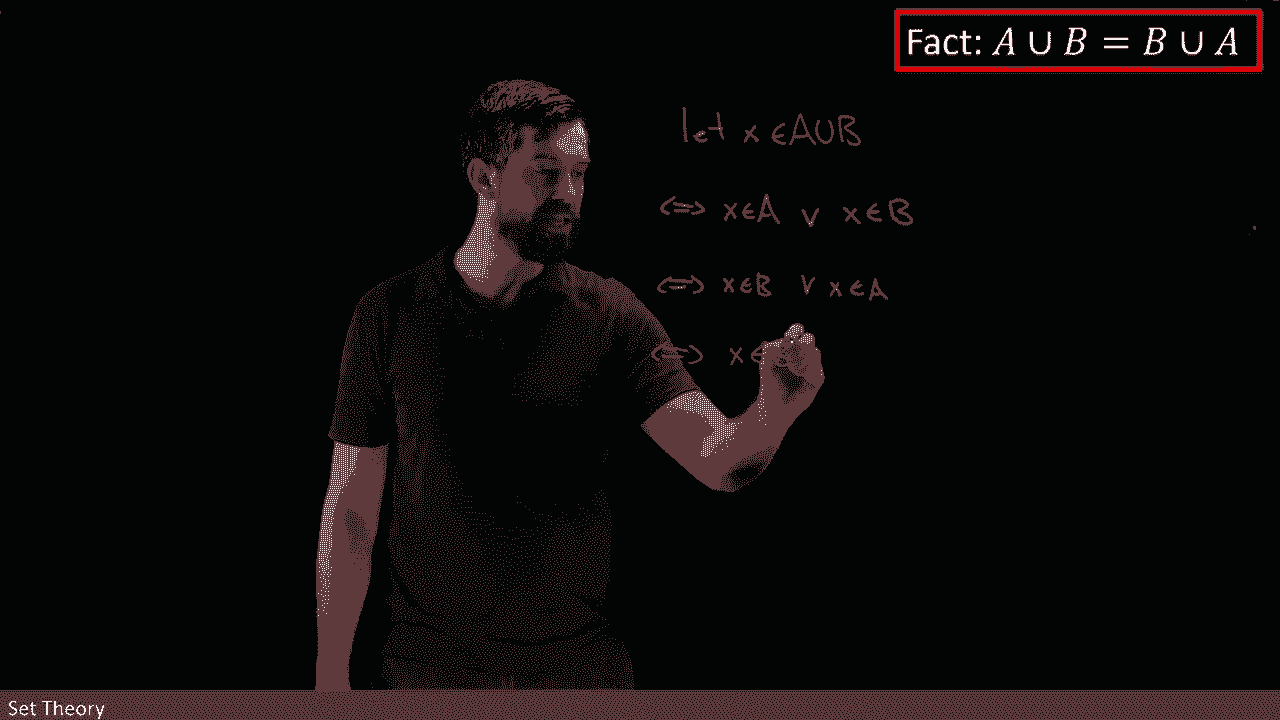 Fact: A ∪ B = B ∪ A
let x ∈ A∪B
⟺ x∈A ∨ x∈B
⟺ x∈B ∨ x∈A
⟺ x∈
Set Theory